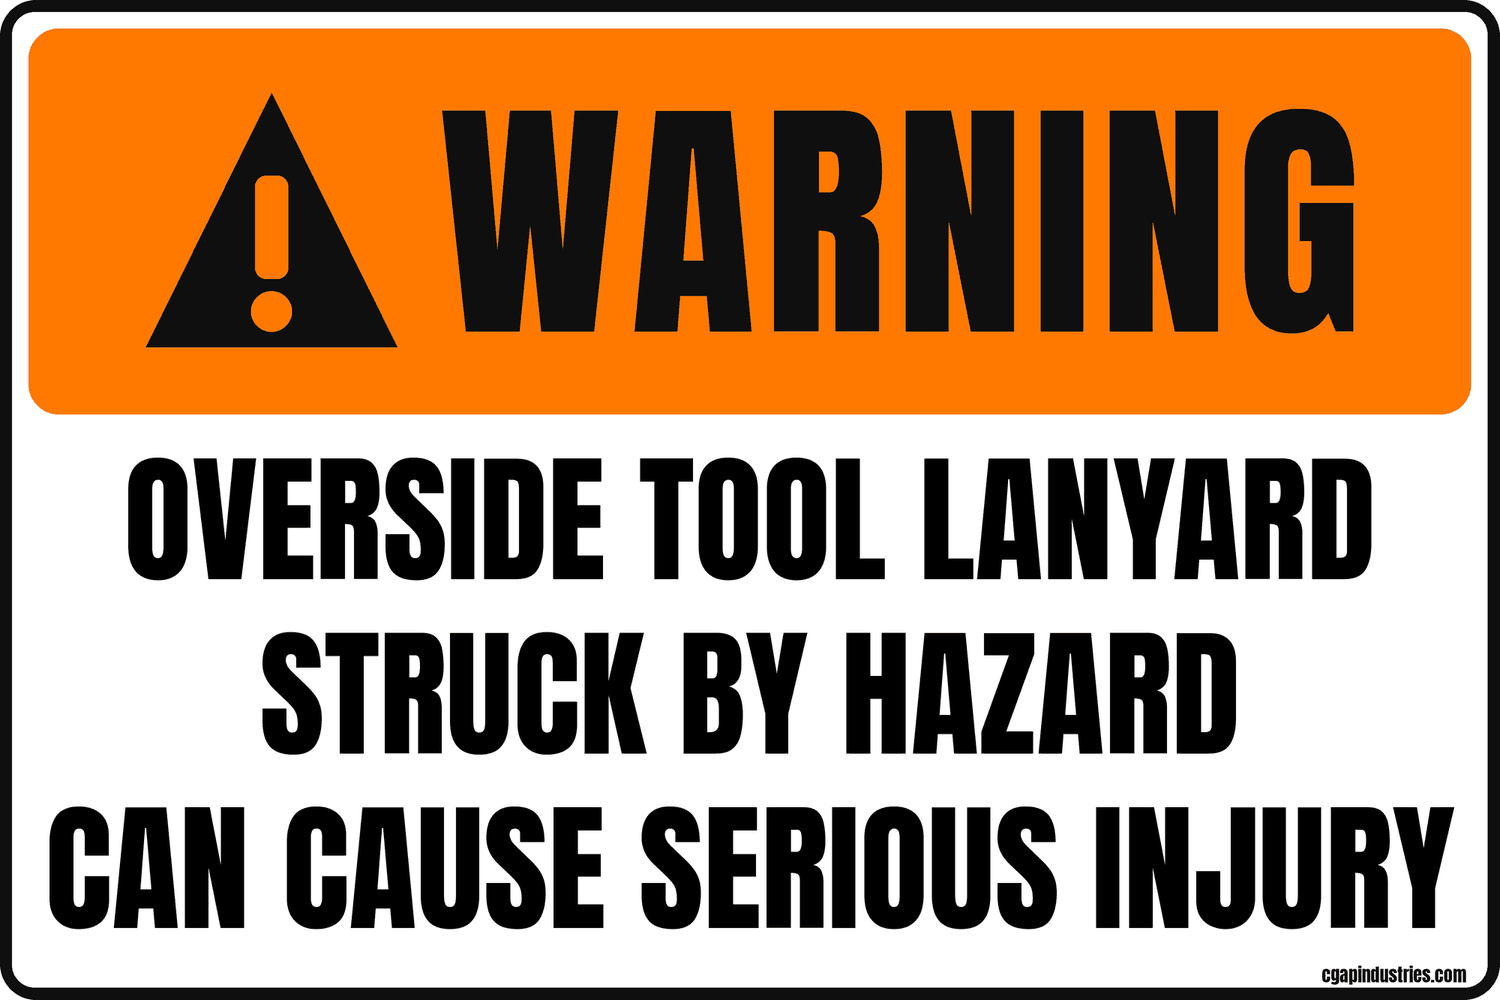 WARNING
OVERSIDE TOOL LANYARD
STRUCK BY HAZARD
CAN CAUSE SERIOUS INJURY
cgapindustries.com